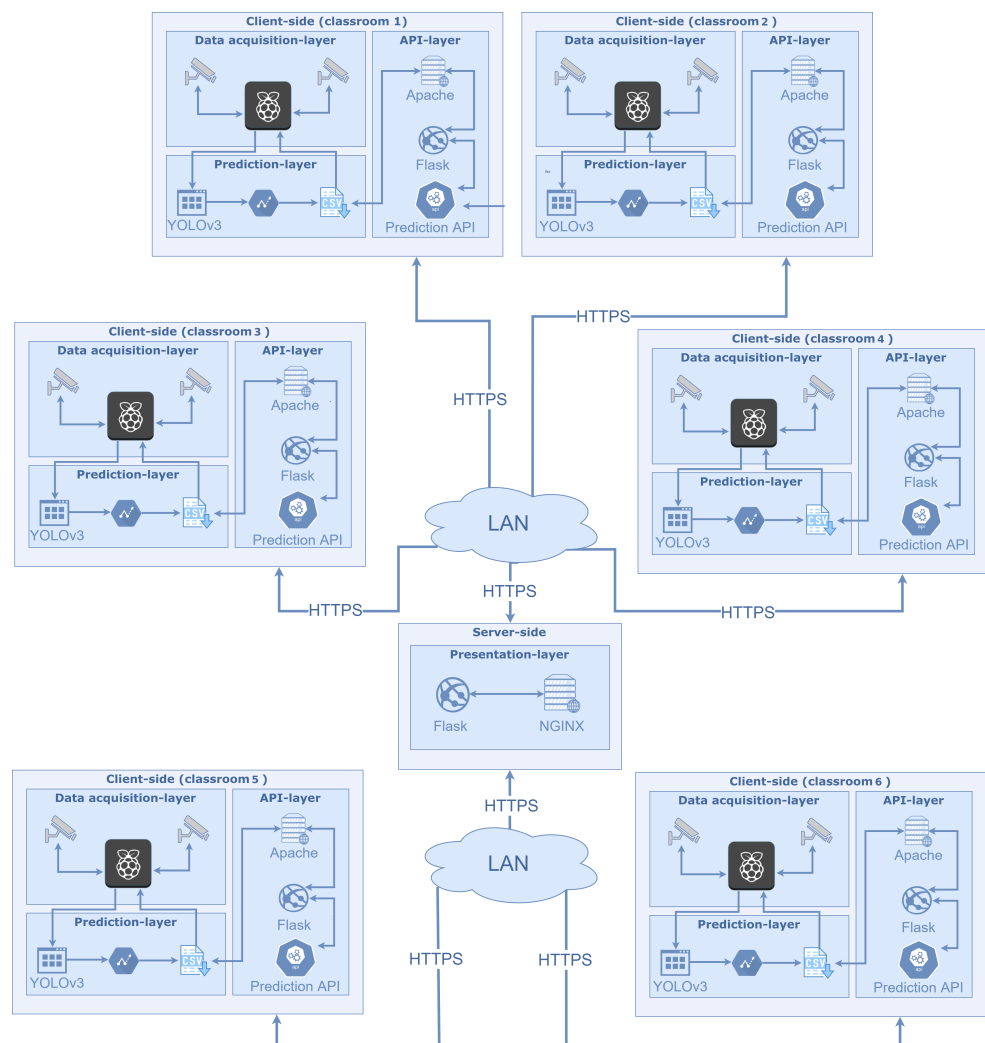 Client-side (classroom 1)
Data acquisition-layer
API-layer
Apache
Flask
Prediction API
Prediction-layer
YOLOv3
CSV
api
Client-side (classroom 2 )
Data acquisition-layer
API-layer
Apache
Flask
Prediction API
Prediction-layer
YOLOv3
CSV
api
HTTPS
HTTPS
Client-side (classroom 3 )
Data acquisition-layer
API-layer
Apache
Flask
Prediction API
Prediction-layer
YOLOv3
CSV
api
Client-side (classroom 4 )
Data acquisition-layer
API-layer
Apache
Flask
Prediction API
Prediction-layer
YOLOv3
CSV
api
LAN
HTTPS
HTTPS
HTTPS
Server-side
Presentation-layer
Flask
NGINX
HTTPS
LAN
Client-side (classroom 5 )
Data acquisition-layer
API-layer
Apache
Flask
Prediction API
Prediction-layer
YOLOv3
CSV
api
Client-side (classroom 6 )
Data acquisition-layer
API-layer
Apache
Flask
Prediction API
Prediction-layer
YOLOv3
CSV
api
HTTPS
HTTPS